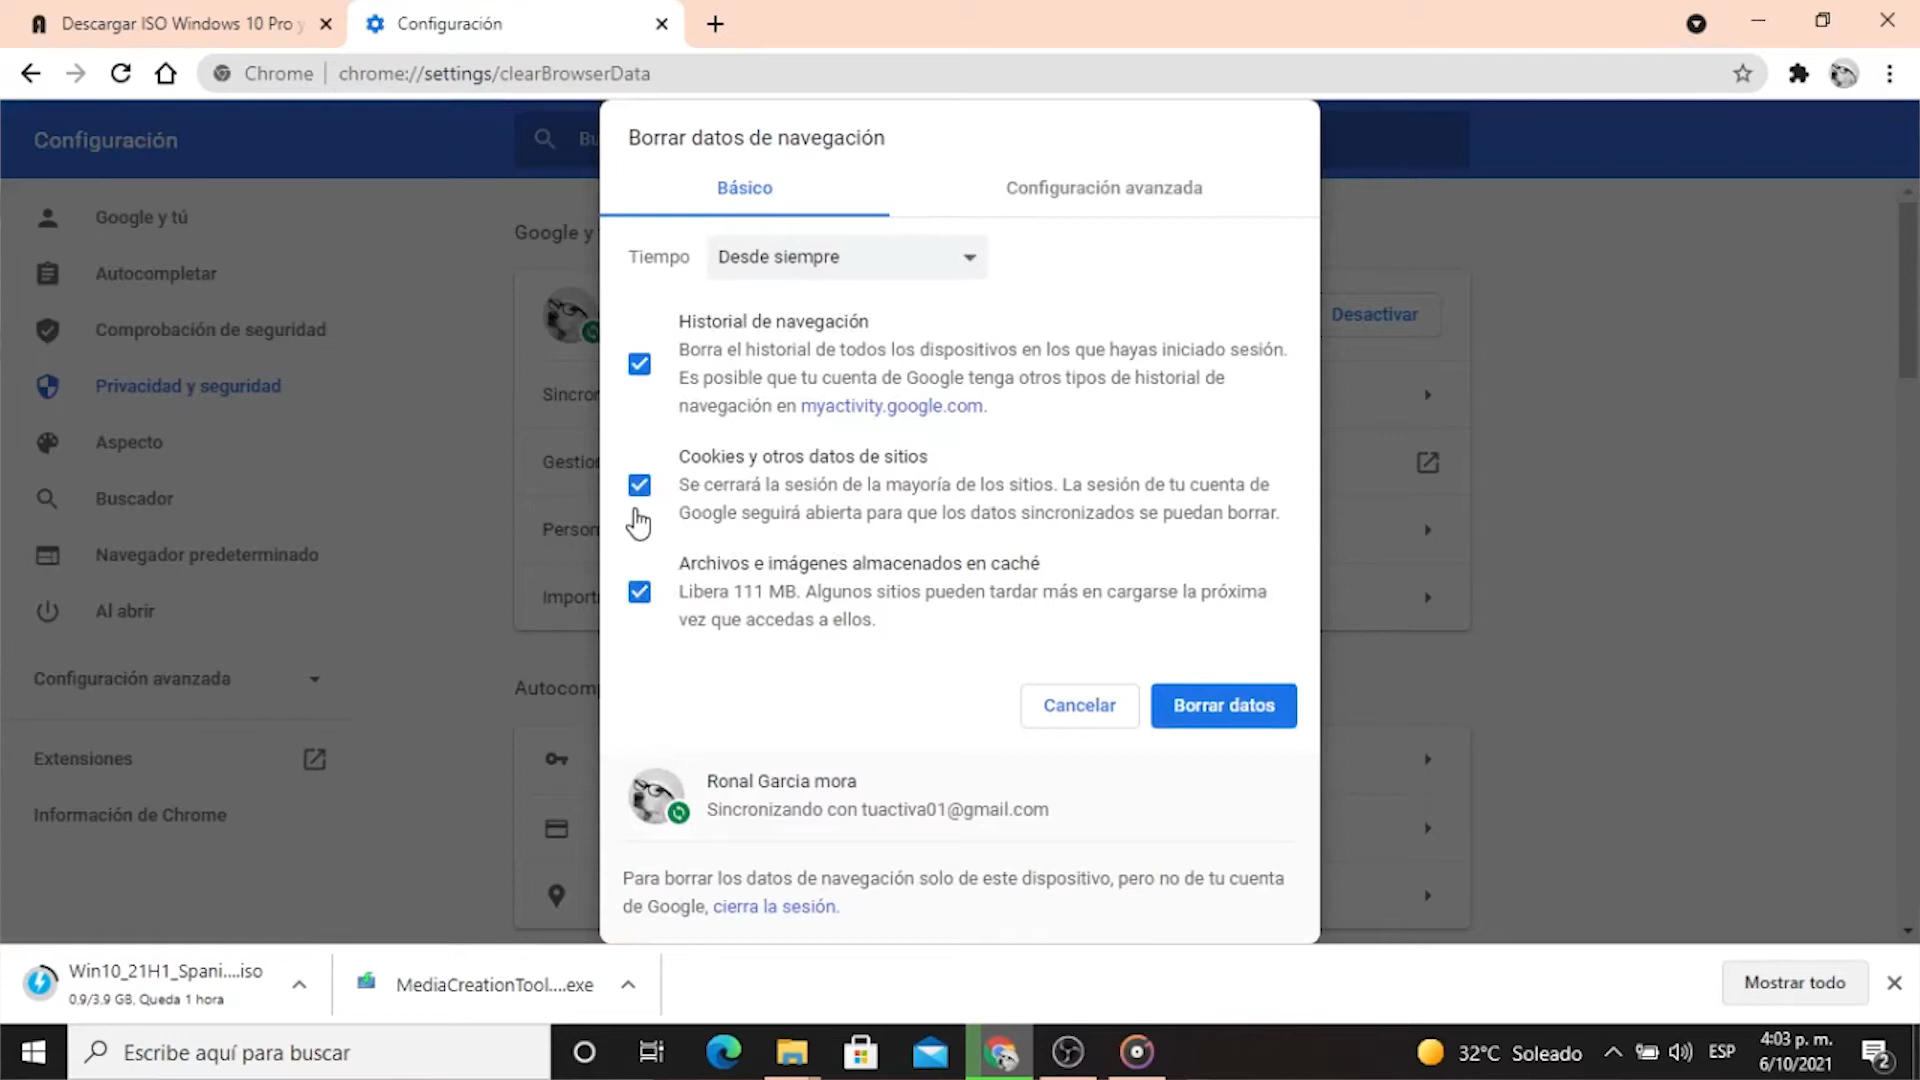 Descargar ISO Windows 10 Pro y
Configuración
Chrome
chrome://settings/clearBrowserData
Configuración
Bu
Google y tú
Autocompletar
Comprobación de seguridad
Privacidad y seguridad
Aspecto
Buscador
Navegador predeterminado
Al abrir
Configuración avanzada
Extensiones
Información de Chrome
Google y
Desactivar
Sincron
Gestion
Person
Import
Autocomp
Borrar datos de navegación
Básico
Configuración avanzada
Tiempo
Desde siempre
Historial de navegación
Borra el historial de todos los dispositivos en los que hayas iniciado sesión.
Es posible que tu cuenta de Google tenga otros tipos de historial de
navegación en myactivity.google.com.
Cookies y otros datos de sitios
Se cerrará la sesión de la mayoría de los sitios. La sesión de tu cuenta de
Google seguirá abierta para que los datos sincronizados se puedan borrar.
Archivos e imágenes almacenados en caché
Libera 111 MB. Algunos sitios pueden tardar más en cargarse la próxima
vez que accedas a ellos.
Cancelar
Borrar datos
Ronal Garcia mora
Sincronizando con tuactiva01@gmail.com
Para borrar los datos de navegación solo de este dispositivo, pero no de tu cuenta
de Google, cierra la sesión.
Win10_21H1_Spani....iso
0,9/3,9 GB, Queda 1 hora
MediaCreationTool....exe
Mostrar todo
Escribe aquí para buscar
32°C Soleado
ESP
4:03 p. m.
6/10/2021
2